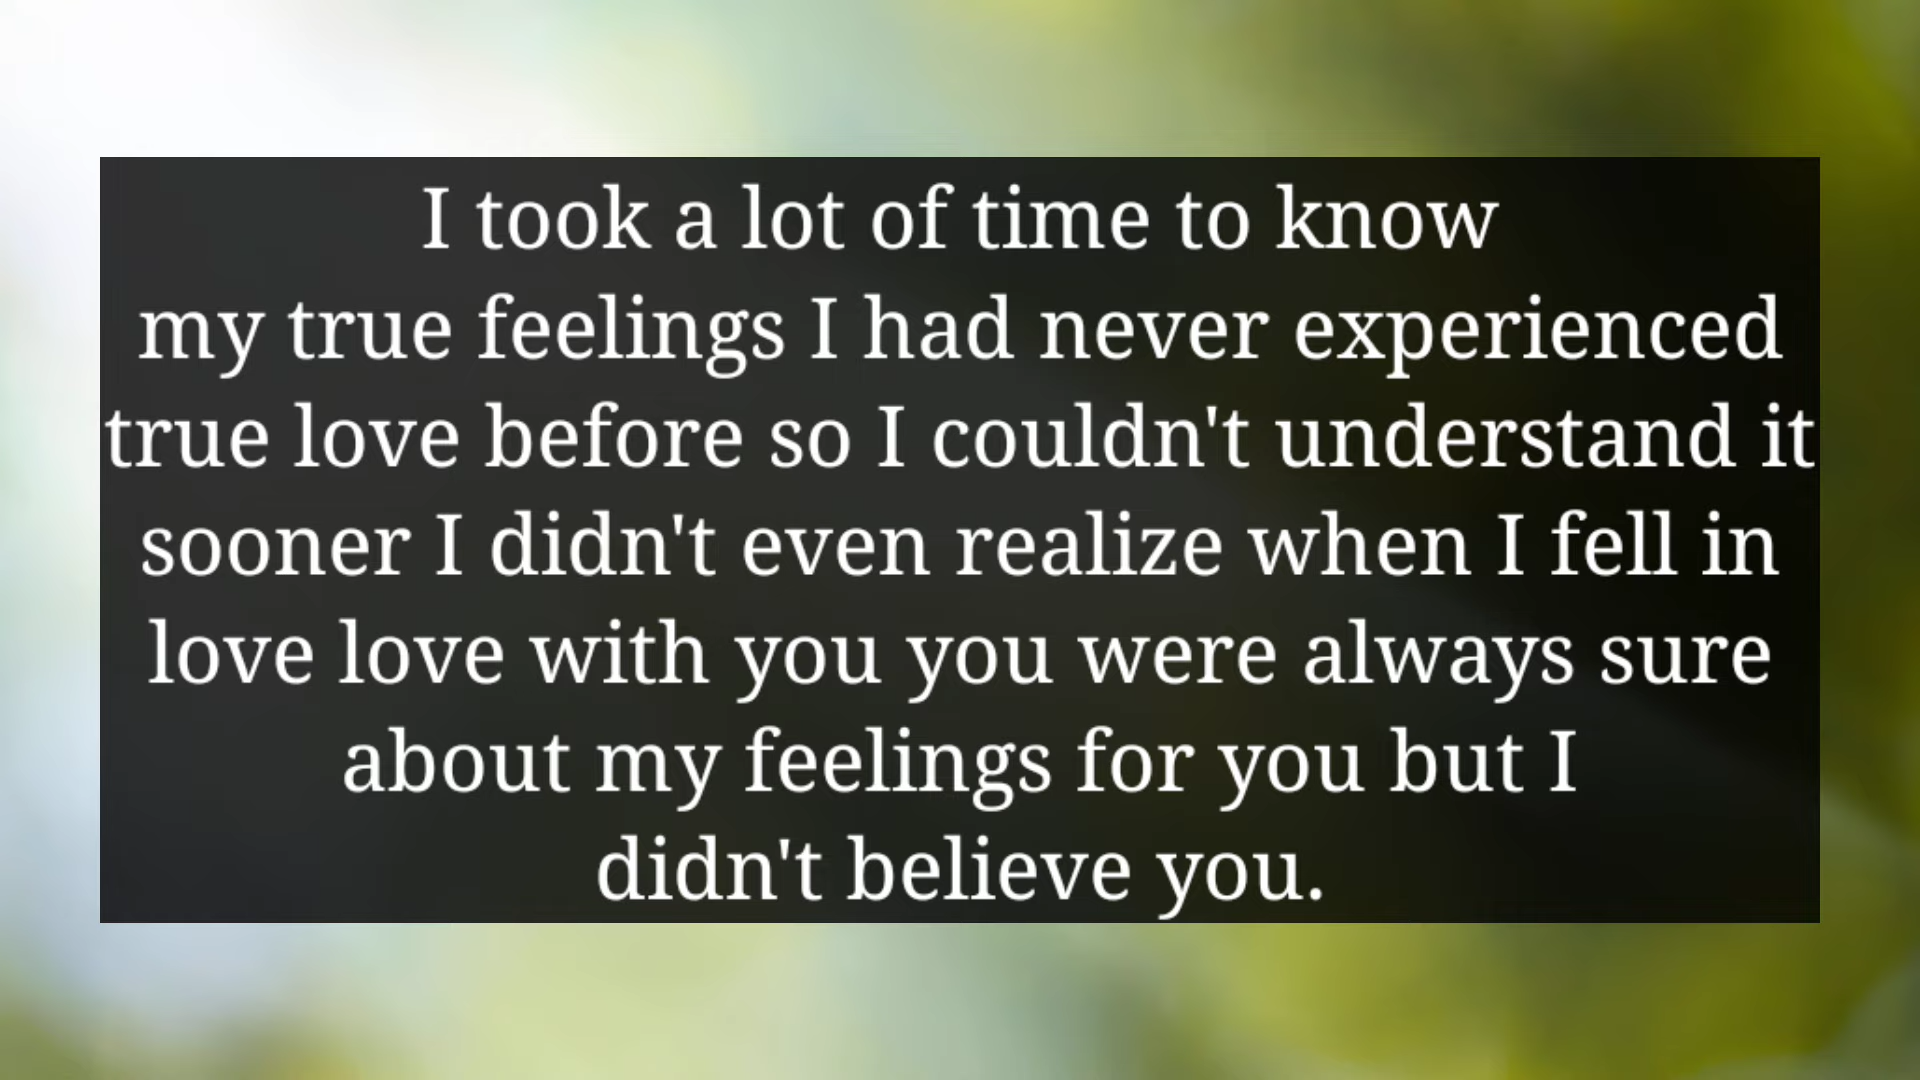 I took a lot of time to know
my true feelings I had never experienced
true love before so I couldn't understand it
sooner I didn't even realize when I fell in
love love with you you were always sure
about my feelings for you but I
didn't believe you.